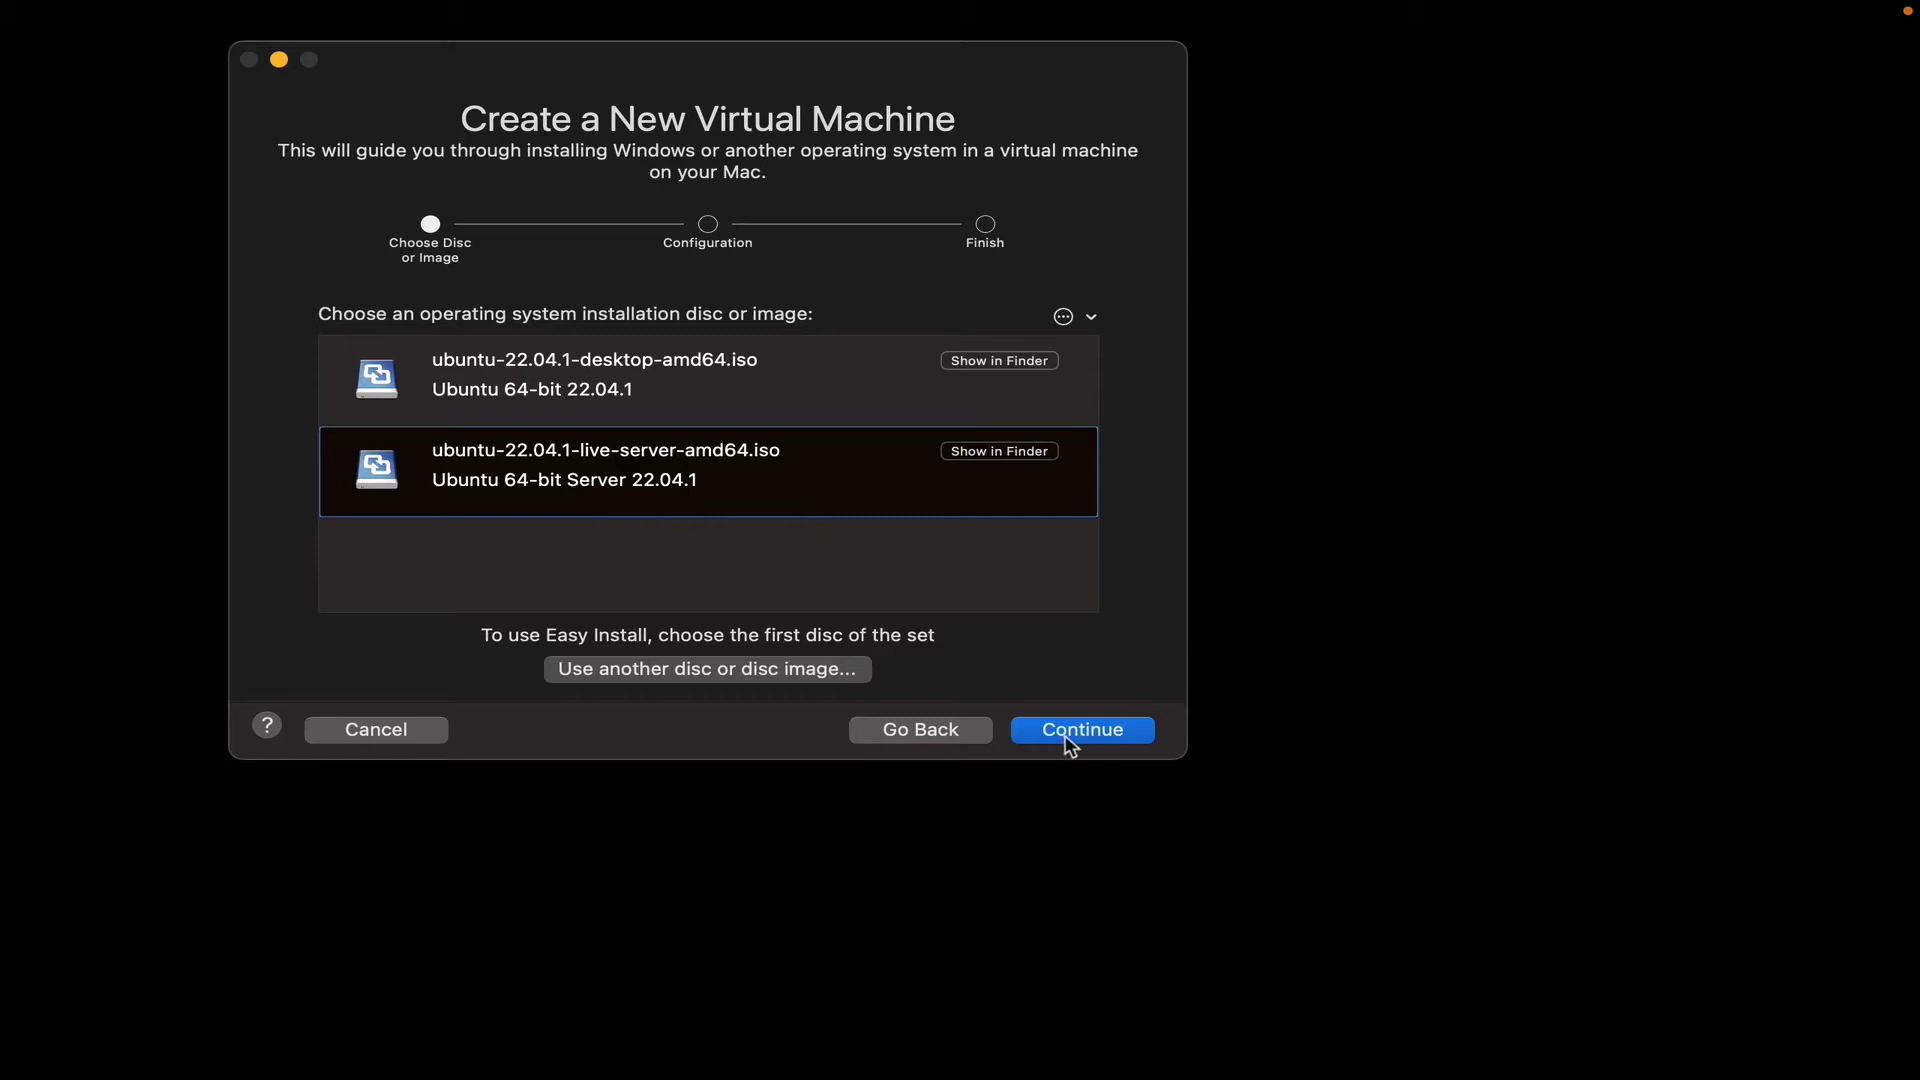 Create a New Virtual Machine
This will guide you through installing Windows or another operating system in a virtual machine
on your Mac.
Choose Disc
or Image
Configuration
Finish
Choose an operating system installation disc or image:
ubuntu-22.04.1-desktop-amd64.iso
Show in Finder
Ubuntu 64-bit 22.04.1
ubuntu-22.04.1-live-server-amd64.iso
Show in Finder
Ubuntu 64-bit Server 22.04.1
To use Easy Install, choose the first disc of the set
Use another disc or disc image...
?
Cancel
Go Back
Continue